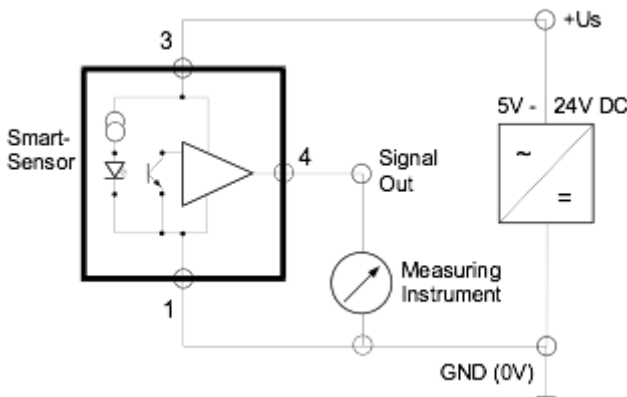 3
+Us
5V - 24V DC
Smart-
Sensor
4
Signal
Out
~
=
Measuring
Instrument
1
GND (0V)